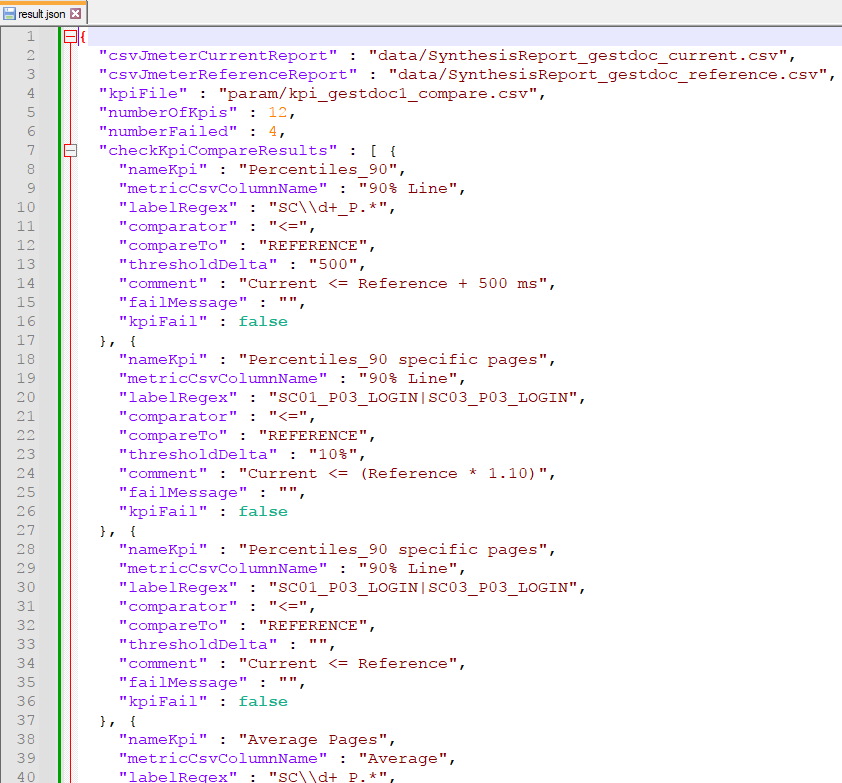 result.json
1 {
2 "csvJmeterCurrentReport" : "data/SynthesisReport_gestdoc_current.csv",
3 "csvJmeterReferenceReport" : "data/SynthesisReport_gestdoc_reference.csv",
4 "kpiFile" : "param/kpi_gestdoc1_compare.csv",
5 "numberOfKpis" : 12,
6 "numberFailed" : 4,
7 "checkKpiCompareResults" : [ {
8 "nameKpi" : "Percentiles_90",
9 "metricCsvColumnName" : "90% Line",
10 "labelRegex" : "SC\\d+_P.*",
11 "comparator" : "<=",
12 "compareTo" : "REFERENCE",
13 "thresholdDelta" : "500",
14 "comment" : "Current <= Reference + 500 ms",
15 "failMessage" : "",
16 "kpiFail" : false
17 }, {
18 "nameKpi" : "Percentiles_90 specific pages",
19 "metricCsvColumnName" : "90% Line",
20 "labelRegex" : "SC01_P03_LOGIN|SC03_P03_LOGIN",
21 "comparator" : "<=",
22 "compareTo" : "REFERENCE",
23 "thresholdDelta" : "10%",
24 "comment" : "Current <= (Reference * 1.10)",
25 "failMessage" : "",
26 "kpiFail" : false
27 }, {
28 "nameKpi" : "Percentiles_90 specific pages",
29 "metricCsvColumnName" : "90% Line",
30 "labelRegex" : "SC01_P03_LOGIN|SC03_P03_LOGIN",
31 "comparator" : "<=",
32 "compareTo" : "REFERENCE",
33 "thresholdDelta" : "",
34 "comment" : "Current <= Reference",
35 "failMessage" : "",
36 "kpiFail" : false
37 }, {
38 "nameKpi" : "Average Pages",
39 "metricCsvColumnName" : "Average",
40 "labelRegex" : "SC\\d+_P.*",